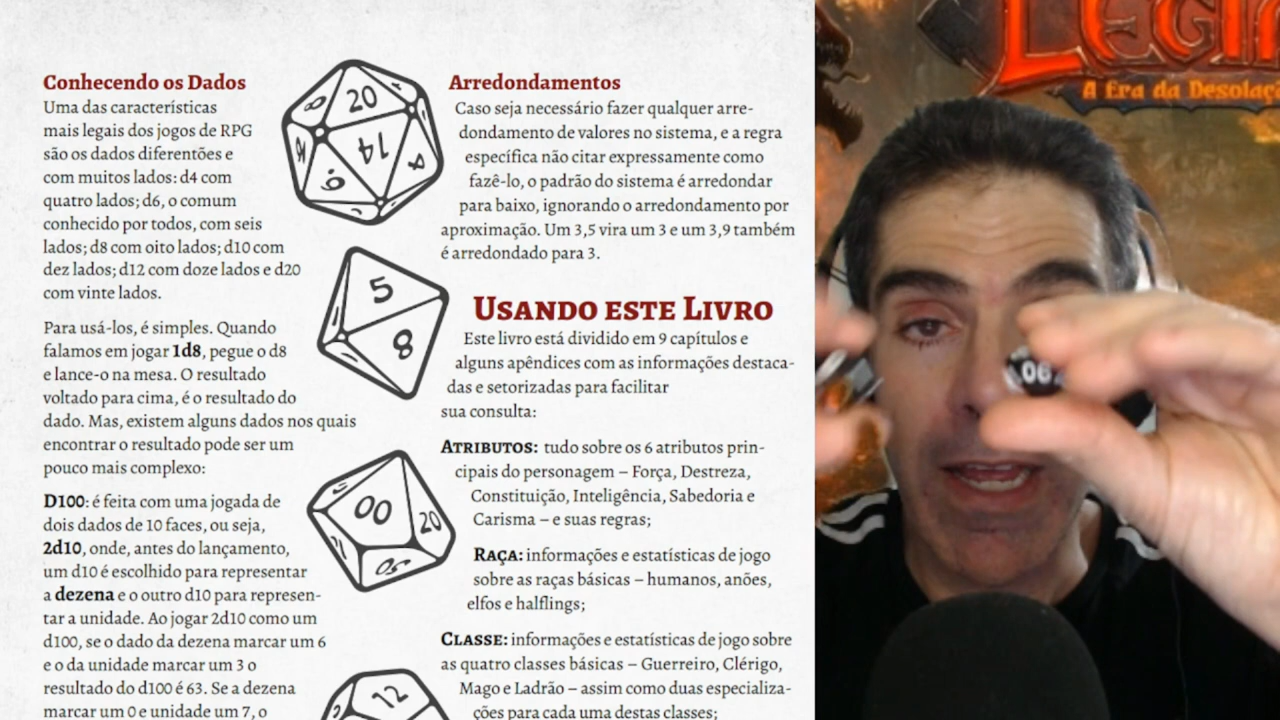 Conhecendo os Dados
Uma das características
mais legais dos jogos de RPG
são os dados diferentões e
com muitos lados: d4 com
quatro lados; d6, o comum
conhecido por todos, com seis
lados; d8 com oito lados; d10 com
dez lados; d12 com doze lados e d20
com vinte lados.
Para usá-los, é simples. Quando
falamos em jogar 1d8, pegue o d8
e lance-o na mesa. O resultado
voltado para cima, é o resultado do
dado. Mas, existem alguns dados nos quais
encontrar o resultado pode ser um
pouco mais complexo:
D100: é feita com uma jogada de
dois dados de 10 faces, ou seja,
2d10, onde, antes do lançamento,
um d10 é escolhido para representar
a dezena e o outro d10 para represen-
tar a unidade. Ao jogar 2d10 como um
d100, se o dado da dezena marcar um 6
e o da unidade marcar um 3 o
resultado do d100 é 63. Se a dezena
marcar um 0 e unidade um 7, o
20
14
8
6
4
5
8
00
20
50
12
Arredondamentos
Caso seja necessário fazer qualquer arre-
dondamento de valores no sistema, e a regra
específica não citar expressamente como
fazê-lo, o padrão do sistema é arredondar
para baixo, ignorando o arredondamento por
aproximação. Um 3,5 vira um 3 e um 3,9 também
é arredondado para 3.
USANDO ESTE LIVRO
Este livro está dividido em 9 capítulos e
alguns apêndices com as informações destaca-
das e setorizadas para facilitar
sua consulta:
ATRIBUTOS: tudo sobre os 6 atributos prin-
cipais do personagem – Força, Destreza,
Constituição, Inteligência, Sabedoria e
Carisma – e suas regras;
RAÇA: informações e estatísticas de jogo
sobre as raças básicas – humanos, anões,
elfos e halflings;
CLASSE: informações e estatísticas de jogo sobre
as quatro classes básicas – Guerreiro, Clérigo,
Mago e Ladrão – assim como duas especializa-
ções para cada uma destas classes;
A Era da Desolaç
06